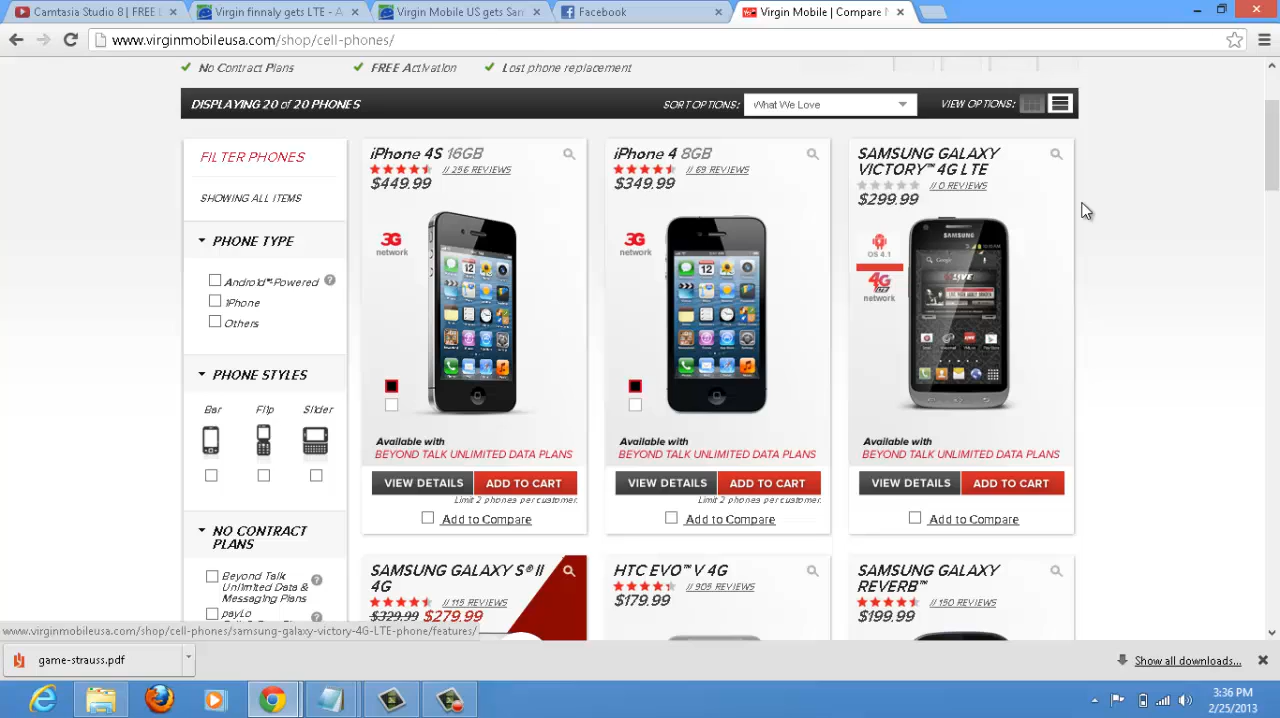 Camtasia Studio 8 | FREE
Virgin finnaly gets LTE - A
Virgin Mobile US gets Sam
Facebook
Virgin Mobile | Compare
www.virginmobileusa.com/shop/cell-phones/
No Contract Plans
FREE Activation
Lost phone replacement
DISPLAYING 20 of 20 PHONES
SORT OPTIONS:
What We Love
VIEW OPTIONS:
FILTER PHONES
SHOWING ALL ITEMS
PHONE TYPE
Android™-Powered
iPhone
Others
PHONE STYLES
Bar Flip Slider
NO CONTRACT
PLANS
Beyond Talk
Unlimited Data &
Messaging Plans
payLo
iPhone 4S 16GB
// 256 REVIEWS
$449.99
3G
network
Available with
BEYOND TALK UNLIMITED DATA PLANS
VIEW DETAILS ADD TO CART
Limit 2 phones per customer.
Add to Compare
iPhone 4 8GB
// 69 REVIEWS
$349.99
3G
network
Available with
BEYOND TALK UNLIMITED DATA PLANS
VIEW DETAILS ADD TO CART
Limit 2 phones per customer.
Add to Compare
SAMSUNG GALAXY
VICTORY™ 4G LTE
// 0 REVIEWS
$299.99
OS 4.1
4G
LTE
network
SAMSUNG
Google
LIVE
Available with
BEYOND TALK UNLIMITED DATA PLANS
VIEW DETAILS ADD TO CART
Add to Compare
SAMSUNG GALAXY S® II
4G
// 115 REVIEWS
$329.99 $279.99
HTC EVO™ V 4G
// 905 REVIEWS
$179.99
SAMSUNG GALAXY
REVERB™
// 150 REVIEWS
$199.99
www.virginmobileusa.com/shop/cell-phones/samsung-galaxy-victory-4G-LTE-phone/features/
game-strauss.pdf
Show all downloads...
3:36 PM
2/25/2013